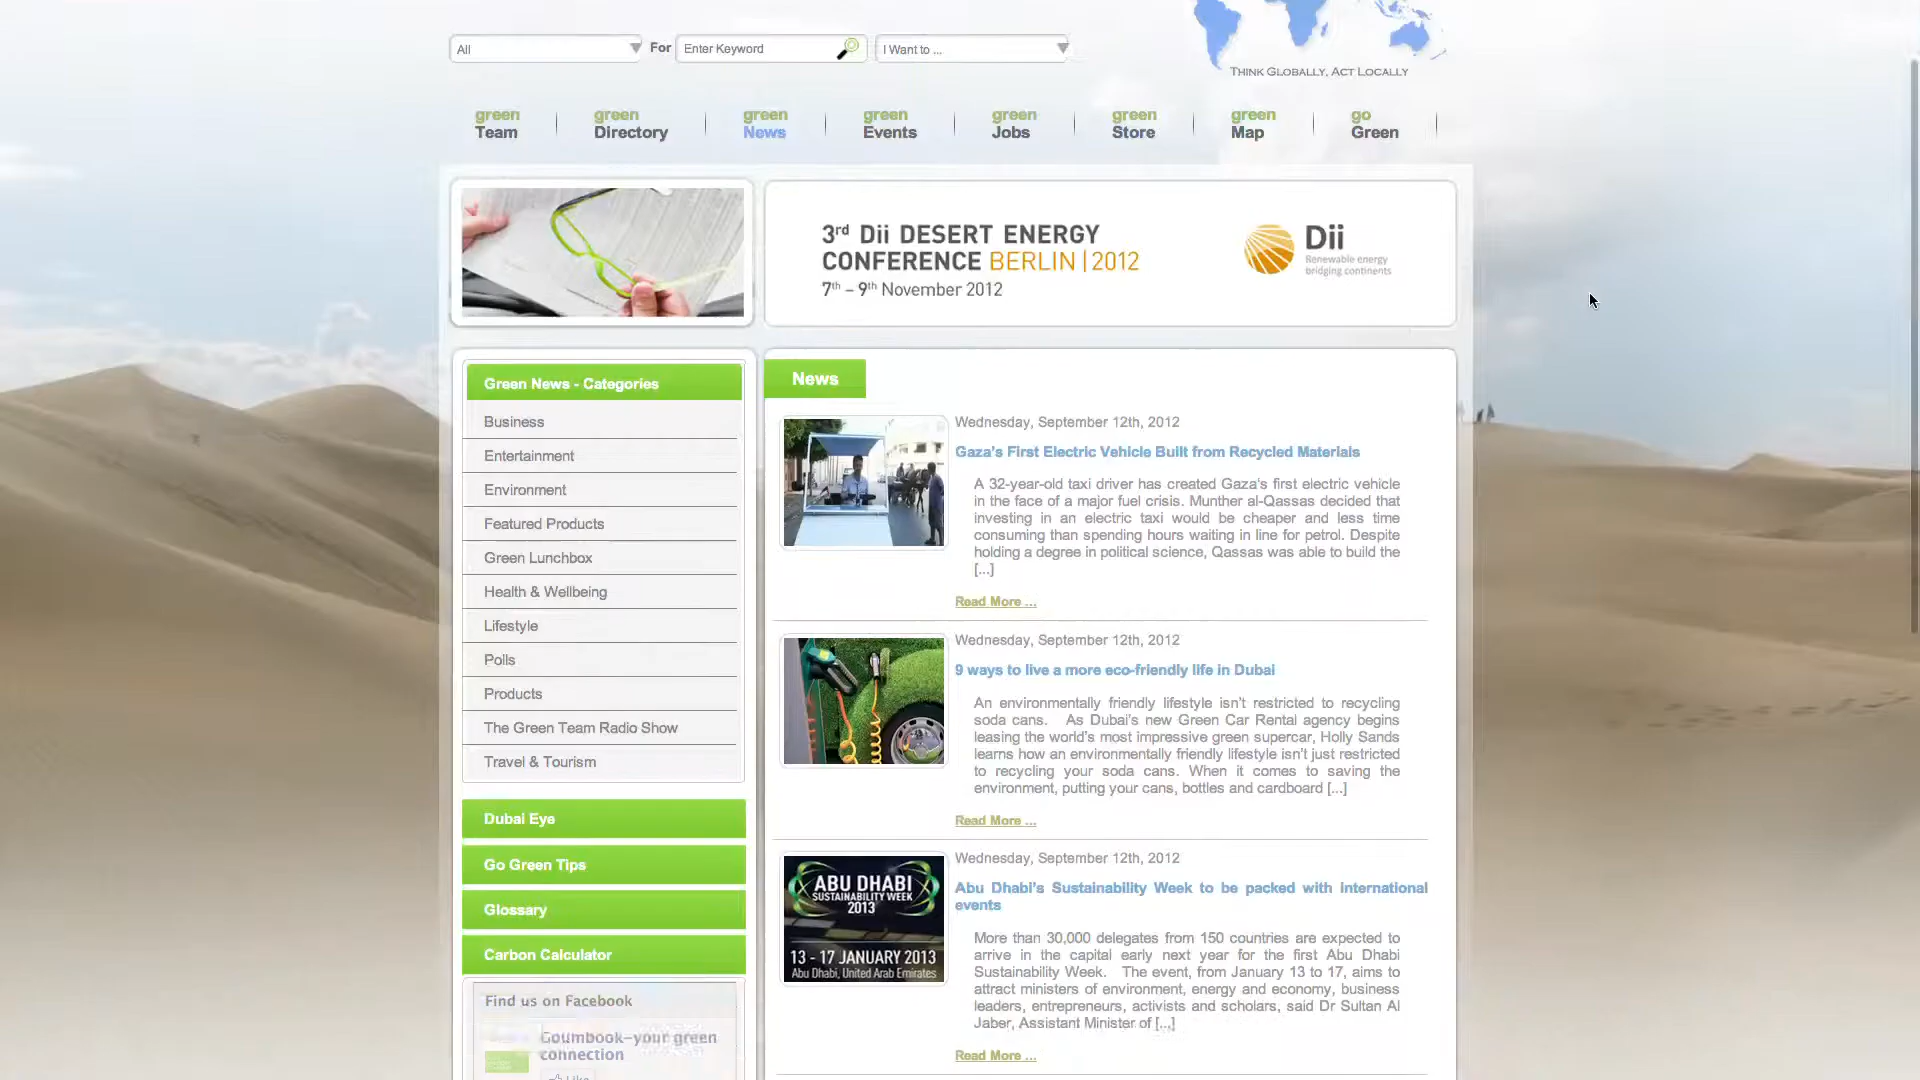 All
For
Enter Keyword
I Want to ...
Think Globally, Act Locally
green Team
green Directory
green News
green Events
green Jobs
green Store
green Map
go Green
3rd Dii DESERT ENERGY
CONFERENCE BERLIN | 2012
7th – 9th November 2012
Dii
Renewable energy
bridging continents
Green News - Categories
Business
Entertainment
Environment
Featured Products
Green Lunchbox
Health & Wellbeing
Lifestyle
Polls
Products
The Green Team Radio Show
Travel & Tourism
Dubai Eye
Go Green Tips
Glossary
Carbon Calculator
Find us on Facebook
Goumbook-your green
connection
Like
News
Wednesday, September 12th, 2012
Gaza's First Electric Vehicle Built from Recycled Materials
A 32-year-old taxi driver has created Gaza's first electric vehicle
in the face of a major fuel crisis. Munther al-Qassas decided that
investing in an electric taxi would be cheaper and less time
consuming than spending hours waiting in line for petrol. Despite
holding a degree in political science, Qassas was able to build the
[...]
Read More ...
Wednesday, September 12th, 2012
9 ways to live a more eco-friendly life in Dubai
An environmentally friendly lifestyle isn't restricted to recycling
soda cans. As Dubai's new Green Car Rental agency begins
leasing the world's most impressive green supercar, Holly Sands
learns how an environmentally friendly lifestyle isn't just restricted
to recycling your soda cans. When it comes to saving the
environment, putting your cans, bottles and cardboard [...]
Read More ...
ABU DHABI
SUSTAINABILITY WEEK
2013
13 - 17 JANUARY 2013
Abu Dhabi, United Arab Emirates
Wednesday, September 12th, 2012
Abu Dhabi's Sustainability Week to be packed with international
events
More than 30,000 delegates from 150 countries are expected to
arrive in the capital early next year for the first Abu Dhabi
Sustainability Week. The event, from January 13 to 17, aims to
attract ministers of environment, energy and economy, business
leaders, entrepreneurs, activists and scholars, said Dr Sultan Al
Jaber, Assistant Minister of [...]
Read More ...